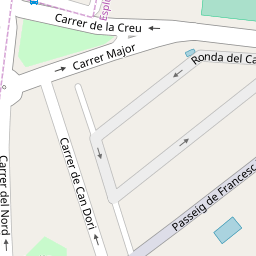 Carrer de la Creu
Espl
Carrer Major
Ronda del Ca
Carrer de Can Dori
Carrer del Nord
Passeig de Francesc